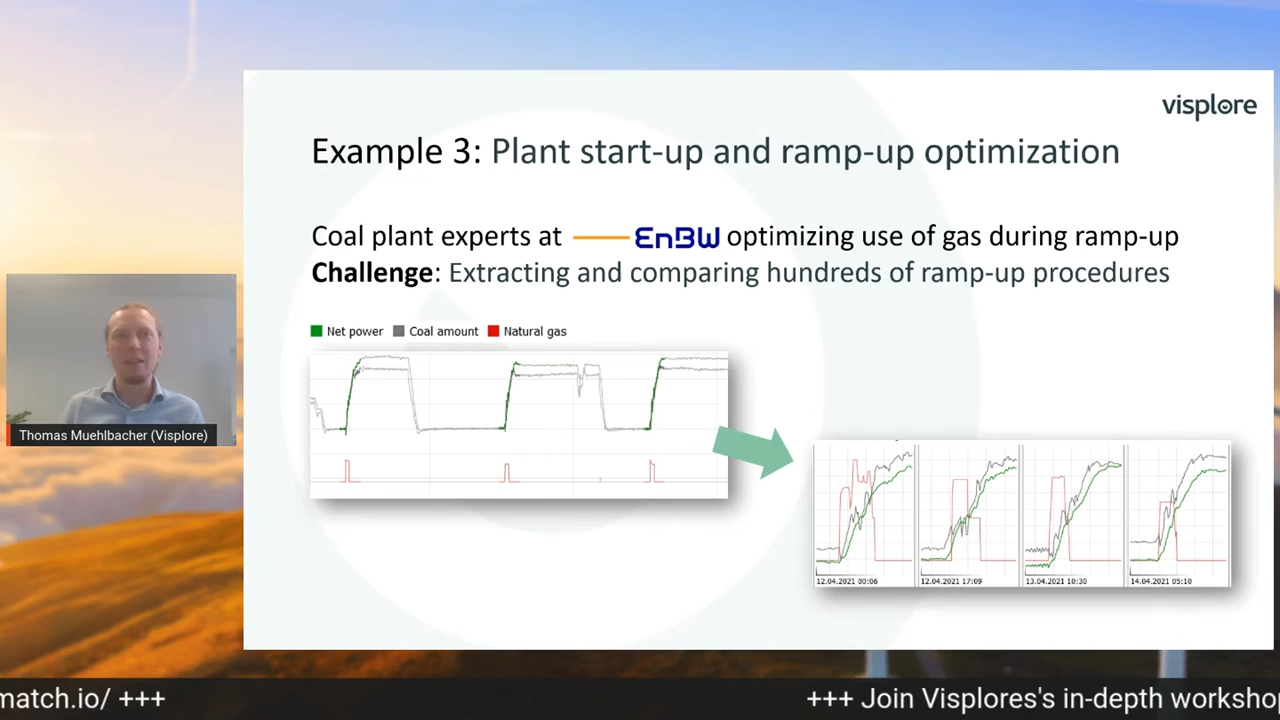 visplore
Example 3: Plant start-up and ramp-up optimization
Coal plant experts at EnBW optimizing use of gas during ramp-up
Challenge: Extracting and comparing hundreds of ramp-up procedures
Net power Coal amount Natural gas
Thomas Muehlbacher (Visplore)
12.04.2021 00:06
12.04.2021 17:09
13.04.2021 10:30
14.04.2021 05:10
match.io/ +++
+++ Join Visplores's in-depth workshop